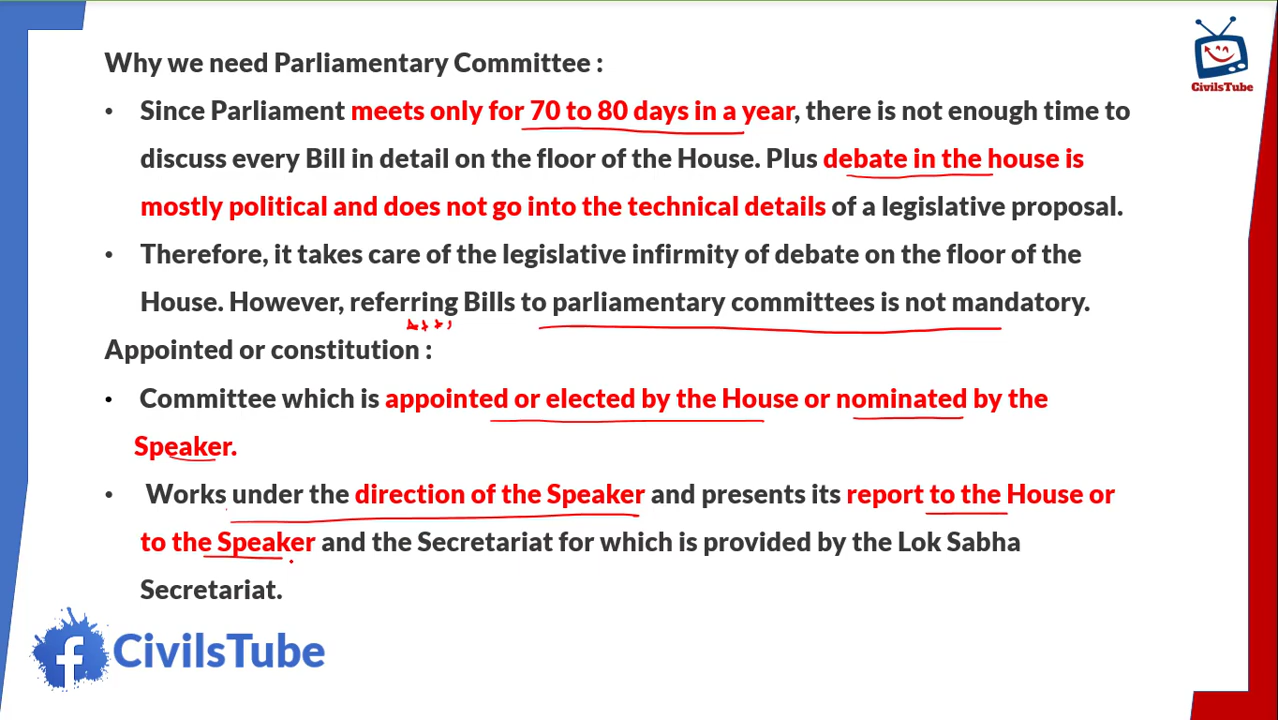 Why we need Parliamentary Committee :
CivilsTube
• Since Parliament meets only for 70 to 80 days in a year, there is not enough time to
discuss every Bill in detail on the floor of the House. Plus debate in the house is
mostly political and does not go into the technical details of a legislative proposal.
• Therefore, it takes care of the legislative infirmity of debate on the floor of the
House. However, referring Bills to parliamentary committees is not mandatory.
Appointed or constitution :
• Committee which is appointed or elected by the House or nominated by the
Speaker.
• Works under the direction of the Speaker and presents its report to the House or
to the Speaker and the Secretariat for which is provided by the Lok Sabha
Secretariat.
f CivilsTube